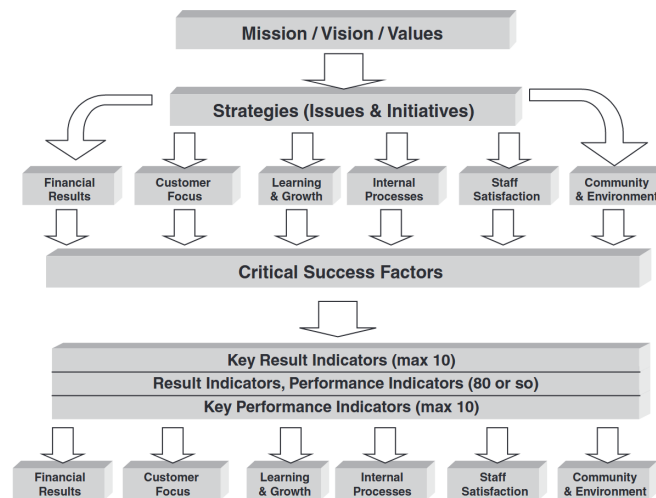 Mission / Vision / Values
Strategies (Issues & Initiatives)
Financial
Results
Customer
Focus
Learning
& Growth
Internal
Processes
Staff
Satisfaction
Community
& Environment
Critical Success Factors
Key Result Indicators (max 10)
Result Indicators, Performance Indicators (80 or so)
Key Performance Indicators (max 10)
Financial
Results
Customer
Focus
Learning
& Growth
Internal
Processes
Staff
Satisfaction
Community
& Environment